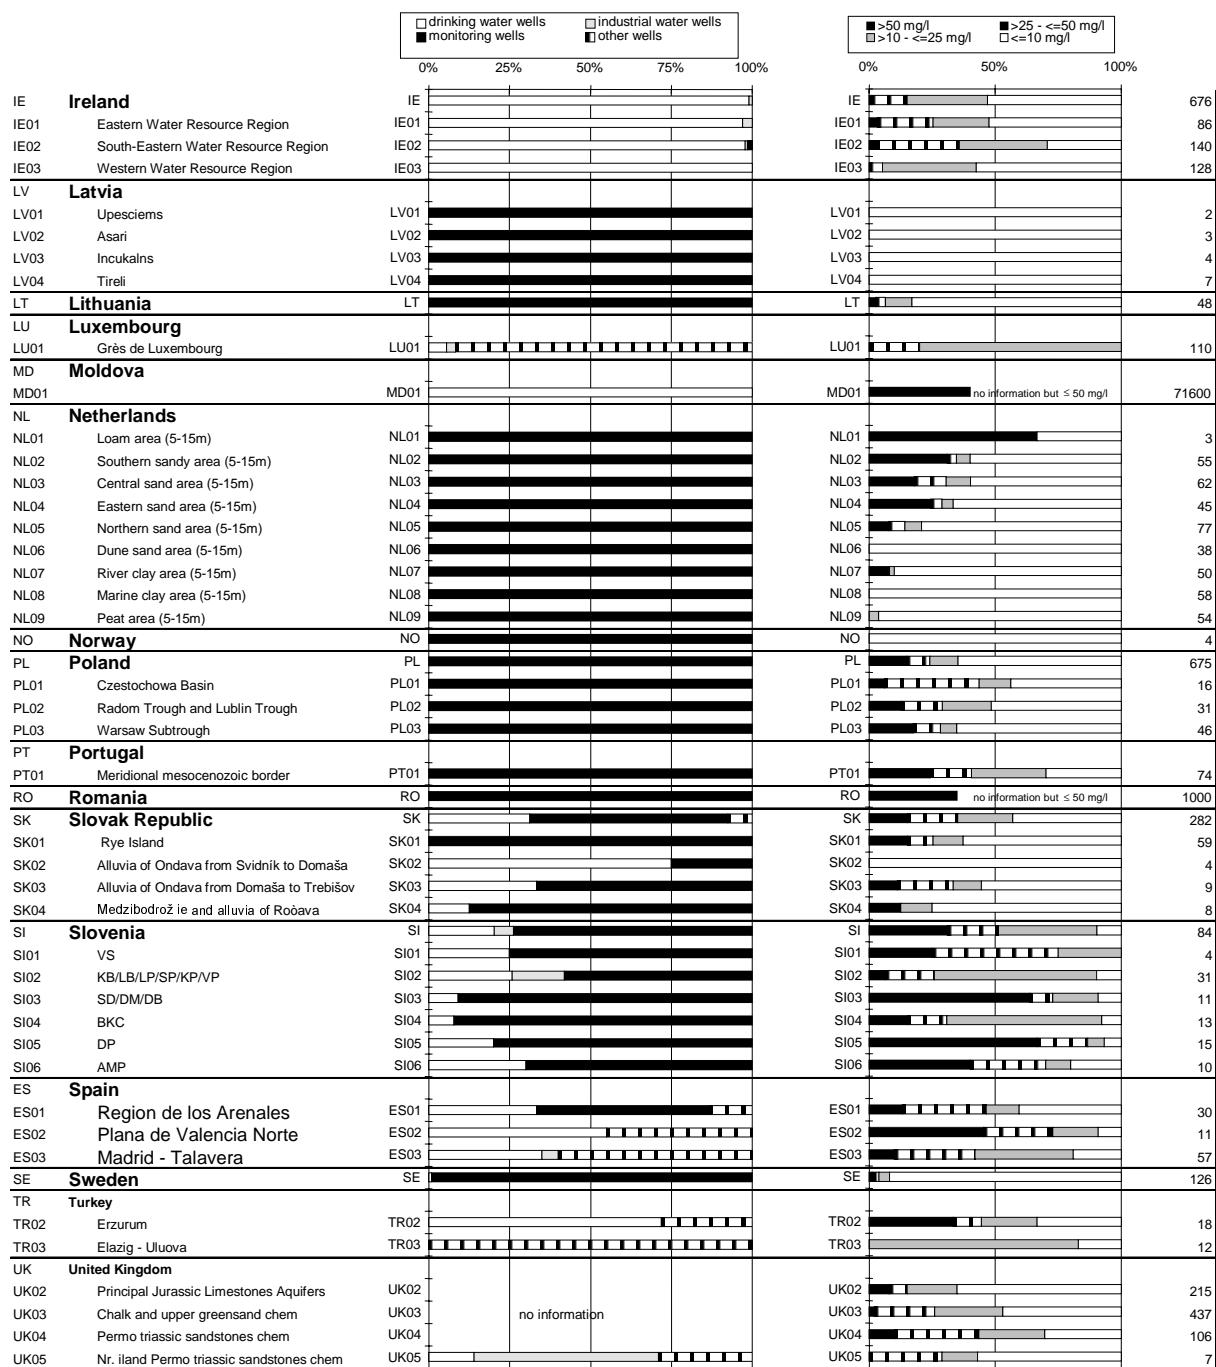 drinking water wells industrial water wells
monitoring wells other wells
>50 mg/l >25 - <=50 mg/l
>10 - <=25 mg/l <=10 mg/l
0% 25% 50% 75% 100% 0% 50% 100%
IE Ireland IE IE 676
IE01 Eastern Water Resource Region IE01 IE01 86
IE02 South-Eastern Water Resource Region IE02 IE02 140
IE03 Western Water Resource Region IE03 IE03 128
LV Latvia
LV01 Upesciems LV01 LV01 2
LV02 Asari LV02 LV02 3
LV03 Incukalns LV03 LV03 4
LV04 Tireli LV04 LV04 7
LT Lithuania LT LT 48
LU Luxembourg
LU01 Grès de Luxembourg LU01 LU01 110
MD Moldova
MD01 MD01 MD01 no information but ≤ 50 mg/l 71600
NL Netherlands
NL01 Loam area (5-15m) NL01 NL01 3
NL02 Southern sandy area (5-15m) NL02 NL02 55
NL03 Central sand area (5-15m) NL03 NL03 62
NL04 Eastern sand area (5-15m) NL04 NL04 45
NL05 Northern sand area (5-15m) NL05 NL05 77
NL06 Dune sand area (5-15m) NL06 NL06 38
NL07 River clay area (5-15m) NL07 NL07 50
NL08 Marine clay area (5-15m) NL08 NL08 58
NL09 Peat area (5-15m) NL09 NL09 54
NO Norway NO NO 4
PL Poland PL PL 675
PL01 Czestochowa Basin PL01 PL01 16
PL02 Radom Trough and Lublin Trough PL02 PL02 31
PL03 Warsaw Subtrough PL03 PL03 46
PT Portugal
PT01 Meridional mesocenozoic border PT01 PT01 74
RO Romania RO RO no information but ≤ 50 mg/l 1000
SK Slovak Republic SK SK 282
SK01 Rye Island SK01 SK01 59
SK02 Alluvia of Ondava from Svidník to Domaša SK02 SK02 4
SK03 Alluvia of Ondava from Domaša to Trebišov SK03 SK03 9
SK04 Medzibodrož ie and alluvia of Roòava SK04 SK04 8
SI Slovenia SI SI 84
SI01 VS SI01 SI01 4
SI02 KB/LB/LP/SP/KP/VP SI02 SI02 31
SI03 SD/DM/DB SI03 SI03 11
SI04 BKC SI04 SI04 13
SI05 DP SI05 SI05 15
SI06 AMP SI06 SI06 10
ES Spain
ES01 Region de los Arenales ES01 ES01 30
ES02 Plana de Valencia Norte ES02 ES02 11
ES03 Madrid - Talavera ES03 ES03 57
SE Sweden SE SE 126
TR Turkey
TR02 Erzurum TR02 TR02 18
TR03 Elazig - Uluova TR03 TR03 12
UK United Kingdom
UK02 Principal Jurassic Limestones Aquifers UK02 UK02 215
UK03 Chalk and upper greensand chem UK03 no information UK03 437
UK04 Permo triassic sandstones chem UK04 UK04 106
UK05 Nr. iland Permo triassic sandstones chem UK05 UK05 7